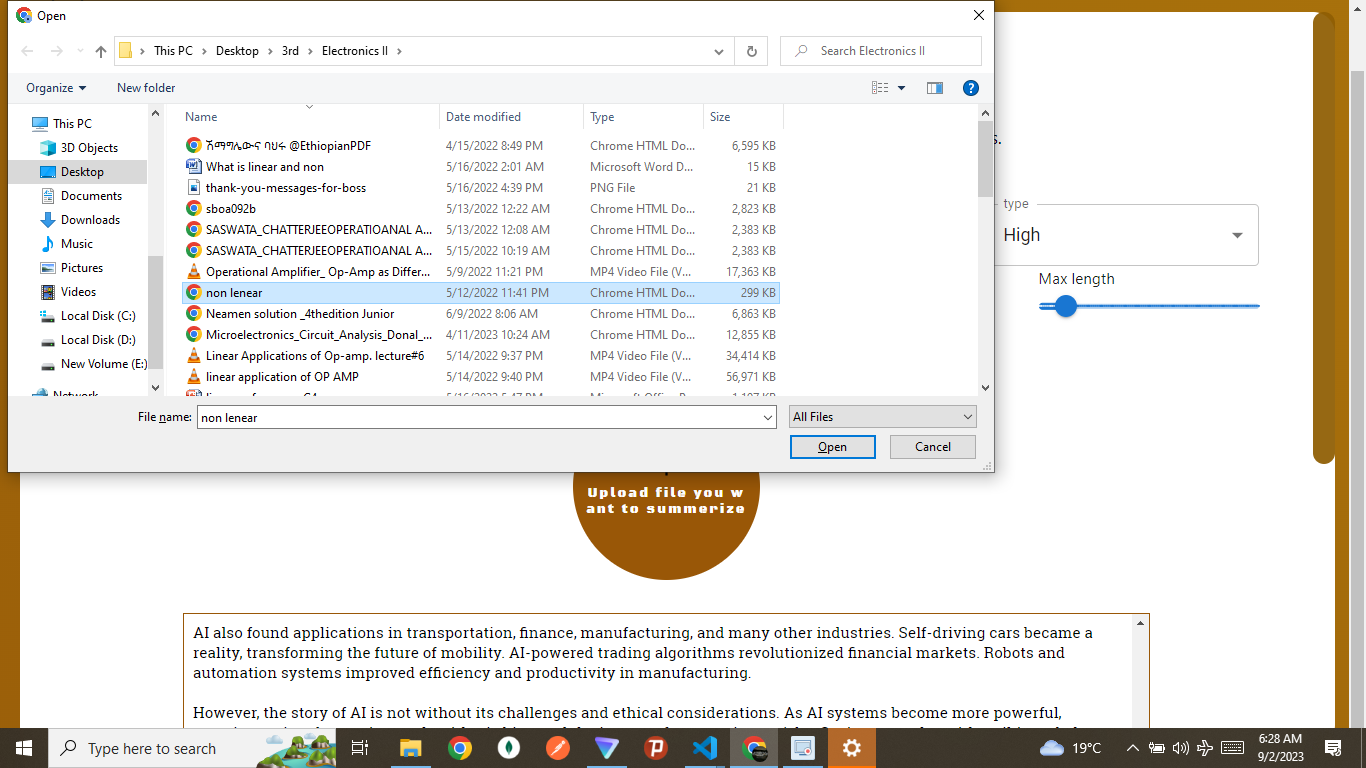 Open
This PC > Desktop > 3rd > Electronics II >
Search Electronics II
Organize
New folder
This PC
3D Objects
Desktop
Documents
Downloads
Music
Pictures
Videos
Local Disk (C:)
Local Disk (D:)
New Volume (E:)
Network
Name Date modified Type Size
ሽማግሌውና ባህሩ @EthiopianPDF 4/15/2022 8:49 PM Chrome HTML Do... 6,595 KB
What is linear and non 5/16/2022 2:01 AM Microsoft Word D... 15 KB
thank-you-messages-for-boss 5/16/2022 4:39 PM PNG File 21 KB
sboa092b 5/13/2022 12:22 AM Chrome HTML Do... 2,823 KB
SASWATA_CHATTERJEEOPERATIOANAL A... 5/13/2022 12:08 AM Chrome HTML Do... 2,383 KB
SASWATA_CHATTERJEEOPERATIOANAL A... 5/15/2022 10:19 AM Chrome HTML Do... 2,383 KB
Operational Amplifier_ Op-Amp as Differ... 5/9/2022 11:21 PM MP4 Video File (V... 17,363 KB
non lenear 5/12/2022 11:41 PM Chrome HTML Do... 299 KB
Neamen solution _4thedition Junior 6/9/2022 8:06 AM Chrome HTML Do... 6,863 KB
Microelectronics_Circuit_Analysis_Donal_... 4/11/2023 10:24 AM Chrome HTML Do... 12,855 KB
Linear Applications of Op-amp. lecture#6 5/14/2022 9:37 PM MP4 Video File (V... 34,414 KB
linear application of OP AMP 5/14/2022 9:40 PM MP4 Video File (V... 56,971 KB
File name: non lenear
All Files
Open
Cancel
s.
type
High
Max length
Upload file you w
ant to summerize
AI also found applications in transportation, finance, manufacturing, and many other industries. Self-driving cars became a
reality, transforming the future of mobility. AI-powered trading algorithms revolutionized financial markets. Robots and
automation systems improved efficiency and productivity in manufacturing.
However, the story of AI is not without its challenges and ethical considerations. As AI systems become more powerful,
Type here to search
19°C
6:28 AM
9/2/2023